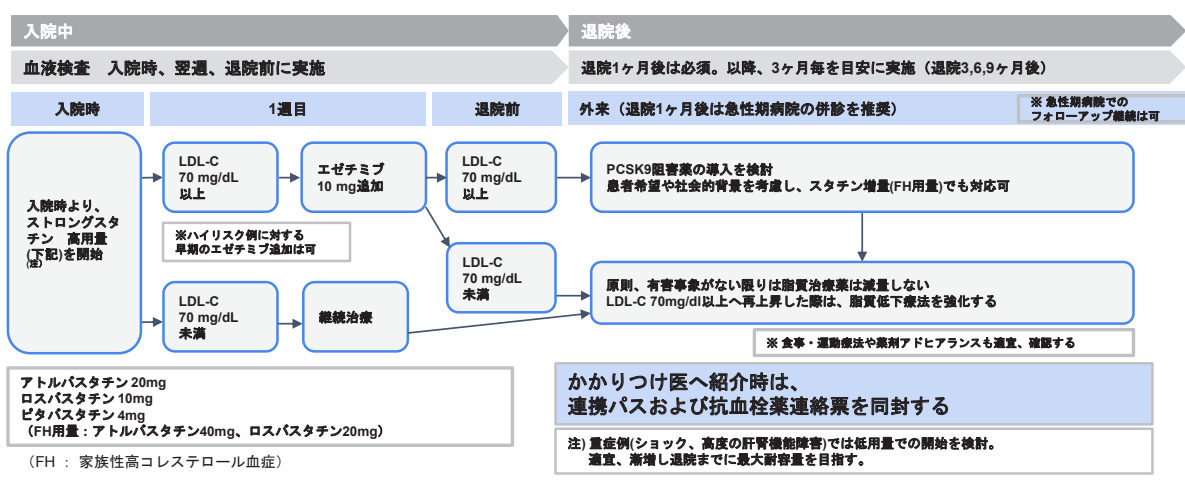 入院中
退院後
血液検査 入院時、翌週、退院前に実施
退院1ヶ月後は必須。以降、3ヶ月毎を目安に実施（退院3,6,9ヶ月後）
入院時
1週目
退院前
外来（退院1ヶ月後は急性期病院の併診を推奨）
※ 急性期病院での
フォローアップ継続は可
入院時より、
ストロングスタ
チン 高用量
(下記)を開始
(注)
LDL-C
70 mg/dL
以上
エゼチミブ
10 mg追加
LDL-C
70 mg/dL
以上
PCSK9阻害薬の導入を検討
患者希望や社会的背景を考慮し、スタチン増量(FH用量)でも対応可
※ハイリスク例に対する
早期のエゼチミブ追加は可
LDL-C
70 mg/dL
未満
LDL-C
70 mg/dL
未満
継続治療
原則、有害事象がない限りは脂質治療薬は減量しない
LDL-C 70mg/dl以上へ再上昇した際は、脂質低下療法を強化する
※ 食事・運動療法や薬剤アドヒアランスも適宜、確認する
アトルバスタチン 20mg
ロスバスタチン 10mg
ピタバスタチン 4mg
（FH用量：アトルバスタチン40mg、ロスバスタチン20mg）
（FH ： 家族性高コレステロール血症）
かかりつけ医へ紹介時は、
連携パスおよび抗血栓薬連絡票を同封する
注) 重症例(ショック、高度の肝腎機能障害)では低用量での開始を検討。
適宜、漸増し退院までに最大耐容量を目指す。